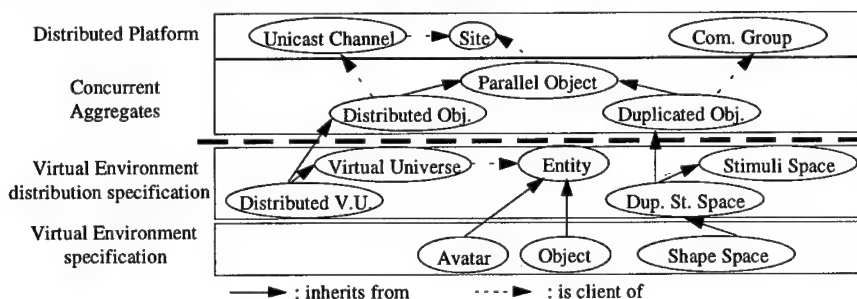 Distributed Platform
Unicast Channel
Site
Com. Group
Concurrent
Aggregates
Parallel Object
Distributed Obj.
Duplicated Obj.
Virtual Environment
distribution specification
Virtual Universe
Entity
Stimuli Space
Distributed V.U.
Dup. St. Space
Virtual Environment
specification
Avatar
Object
Shape Space
: inherits from
: is client of